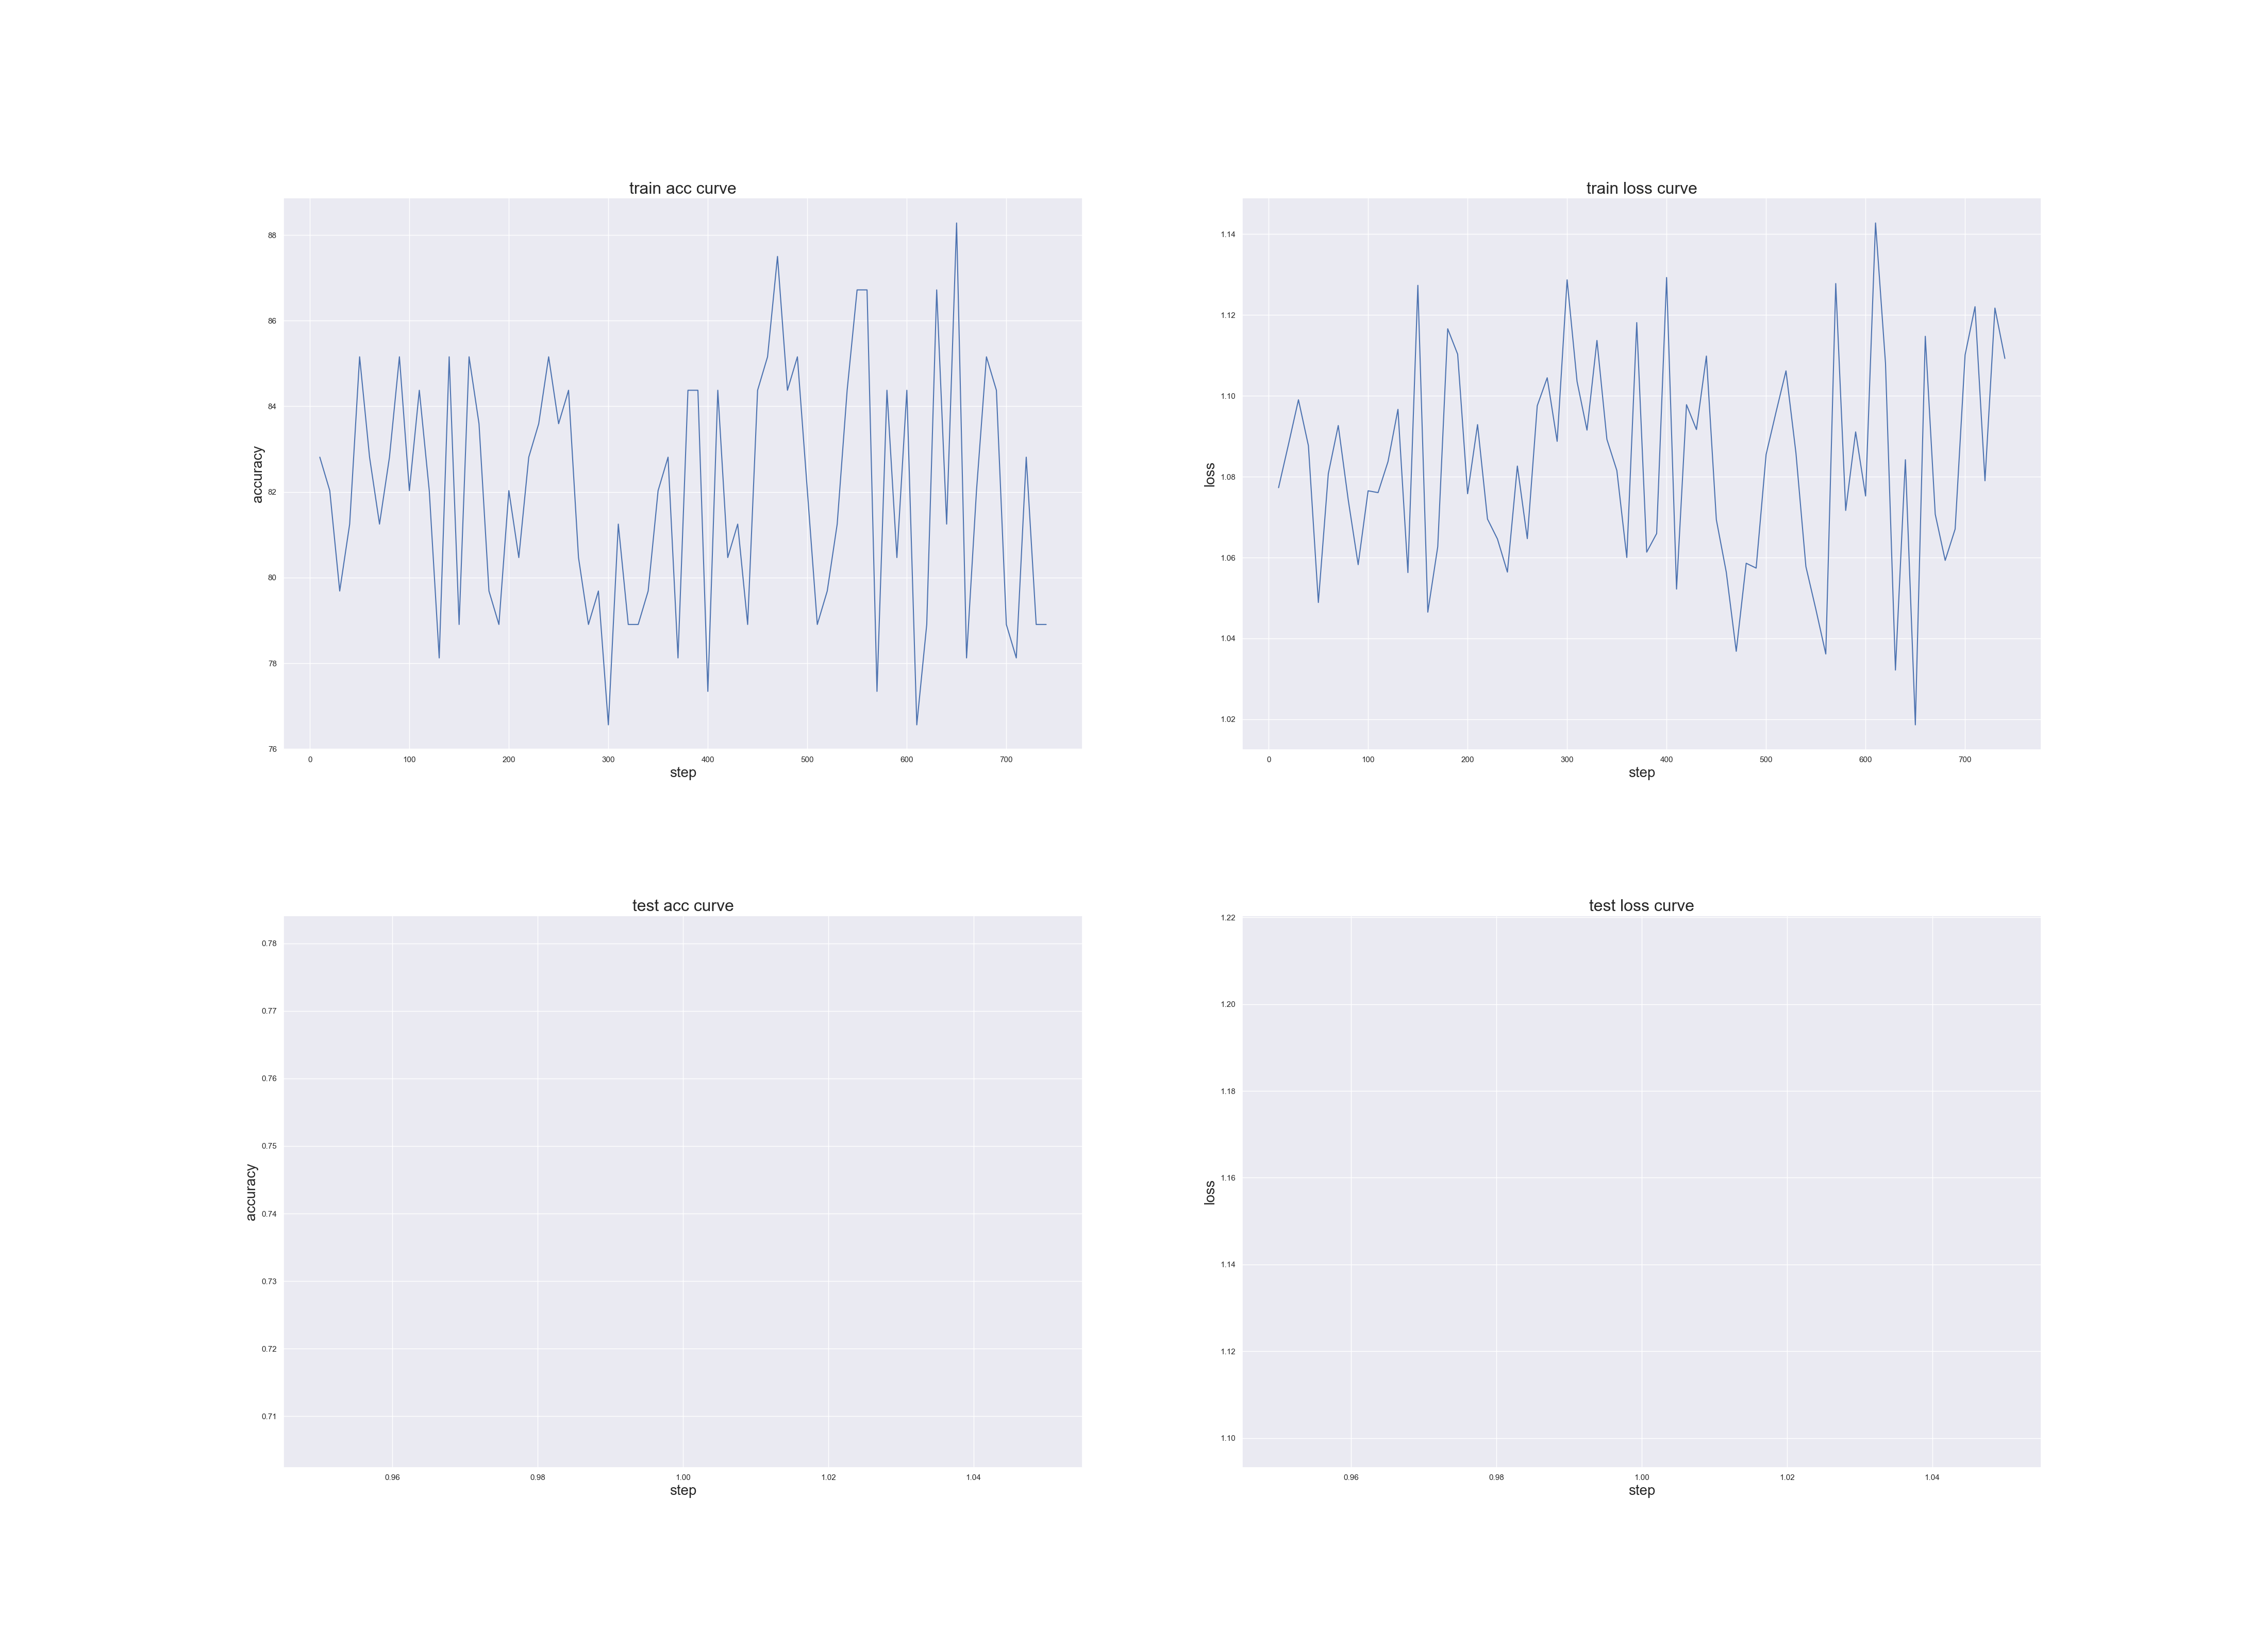 train acc curve
88
86
84
82
80
78
76
accuracy
0 100 200 300 400 500 600 700
step
train loss curve
1.14
1.12
1.10
1.08
1.06
1.04
1.02
loss
0 100 200 300 400 500 600 700
step
test acc curve
0.78
0.77
0.76
0.75
0.74
0.73
0.72
0.71
accuracy
0.96 0.98 1.00 1.02 1.04
step
test loss curve
1.22
1.20
1.18
1.16
1.14
1.12
1.10
loss
0.96 0.98 1.00 1.02 1.04
step